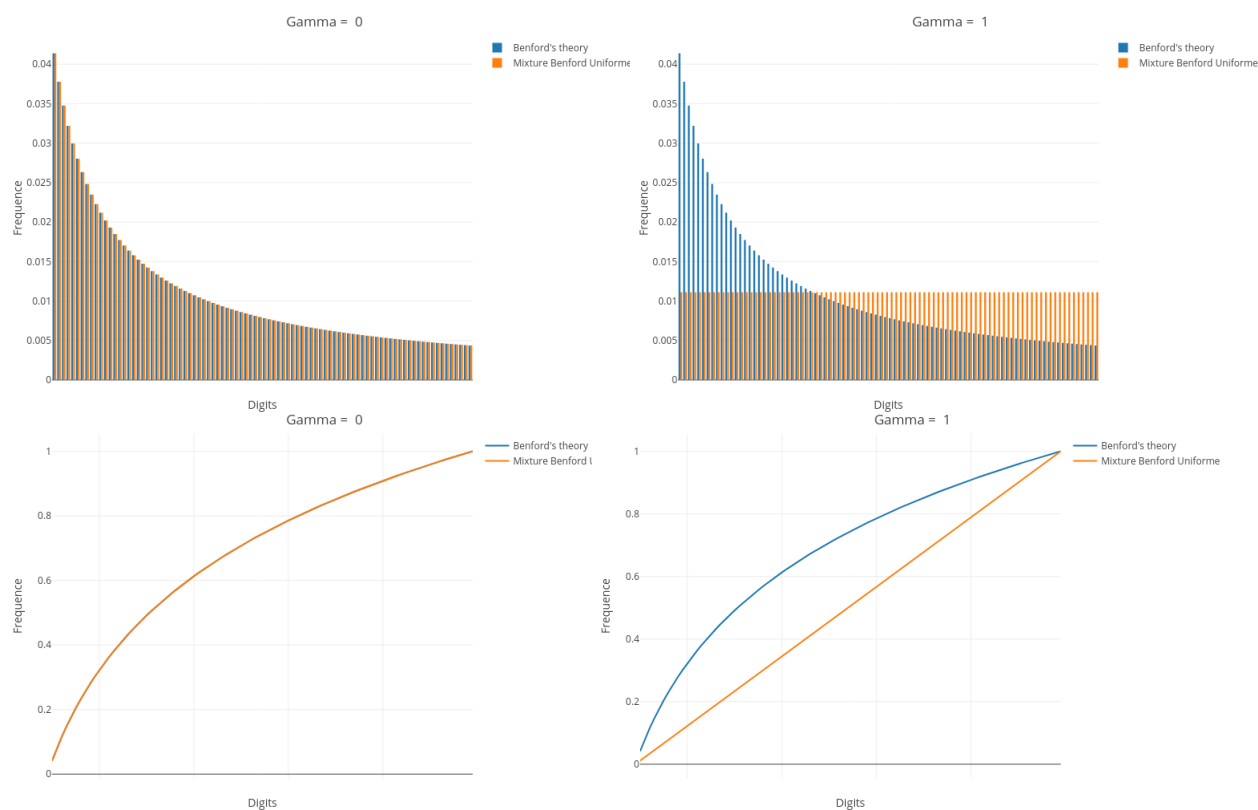 Gamma = 0
Benford's theory
Mixture Benford Uniforme
0.04
0.035
0.03
0.025
0.02
0.015
0.01
0.005
0
Frequence
Digits
Gamma = 1
Benford's theory
Mixture Benford Uniforme
0.04
0.035
0.03
0.025
0.02
0.015
0.01
0.005
0
Frequence
Digits
Gamma = 0
Benford's theory
Mixture Benford
1
0.8
0.6
0.4
0.2
0
Frequence
Digits
Gamma = 1
Benford's theory
Mixture Benford Uniforme
1
0.8
0.6
0.4
0.2
0
Frequence
Digits